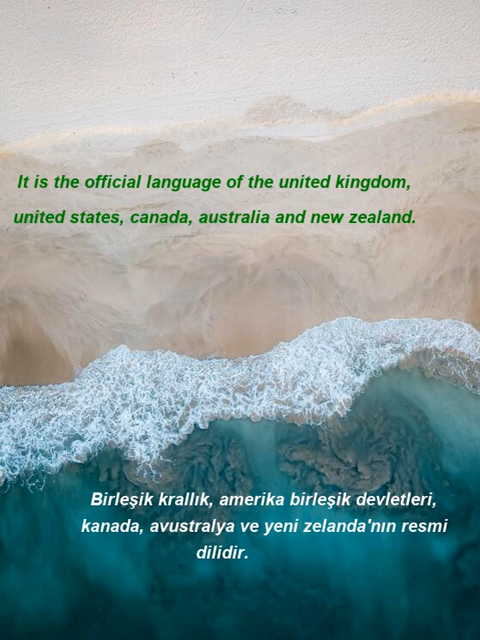 It is the official language of the united kingdom,
united states, canada, australia and new zealand.
Birleşik krallık, amerika birleşik devletleri,
kanada, avustralya ve yeni zelanda'nın resmi
dilidir.